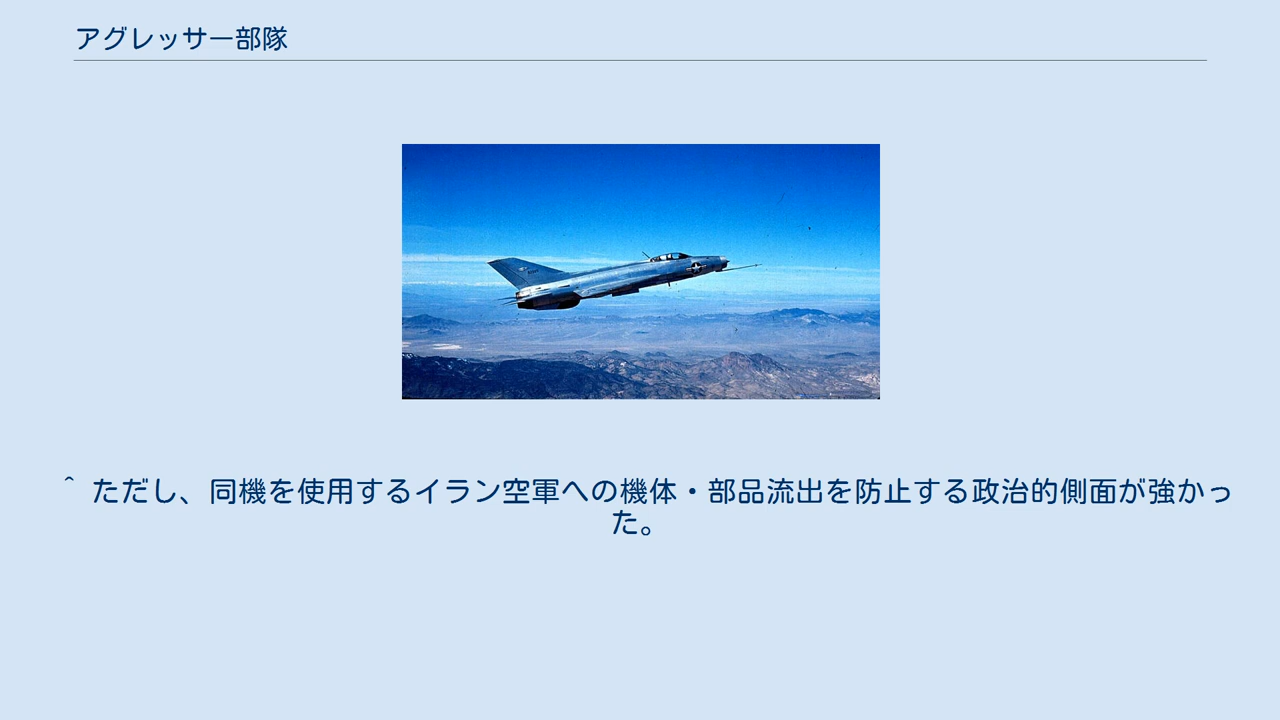 アグレッサー部隊
^ ただし、同機を使用するイラン空軍への機体・部品流出を防止する政治的側面が強かっ
た。